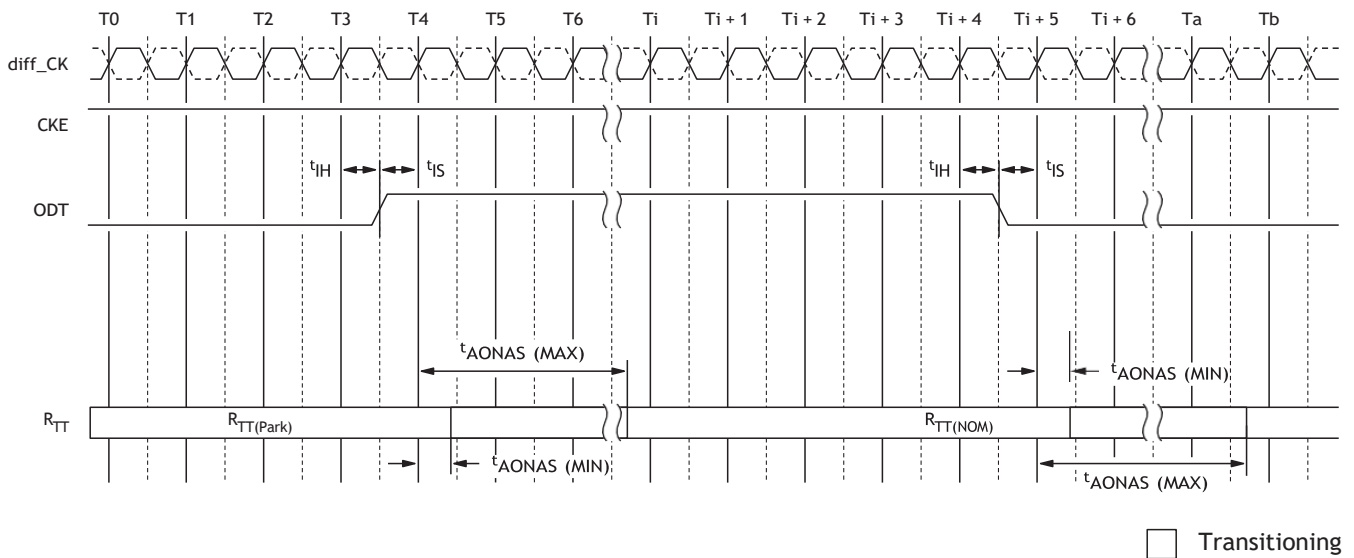 T0 T1 T2 T3 T4 T5 T6 Ti Ti + 1 Ti + 2 Ti + 3 Ti + 4 Ti + 5 Ti + 6 Ta Tb
diff_CK
CKE
tIH tIS tIH tIS
ODT
tAONAS (MAX)
tAONAS (MIN)
RTT RTT(Park) RTT(NOM)
tAONAS (MIN)
tAONAS (MAX)
Transitioning